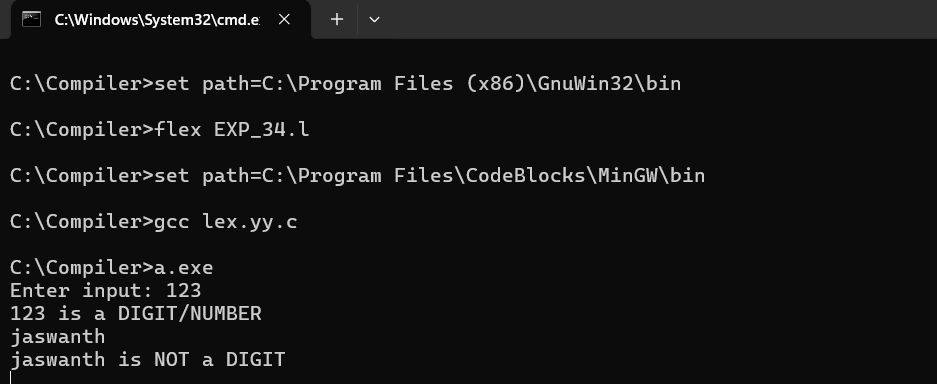 C:\Windows\System32\cmd.e
C:\Compiler>set path=C:\Program Files (x86)\GnuWin32\bin
C:\Compiler>flex EXP_34.l
C:\Compiler>set path=C:\Program Files\CodeBlocks\MinGW\bin
C:\Compiler>gcc lex.yy.c
C:\Compiler>a.exe
Enter input: 123
123 is a DIGIT/NUMBER
jaswanth
jaswanth is NOT a DIGIT